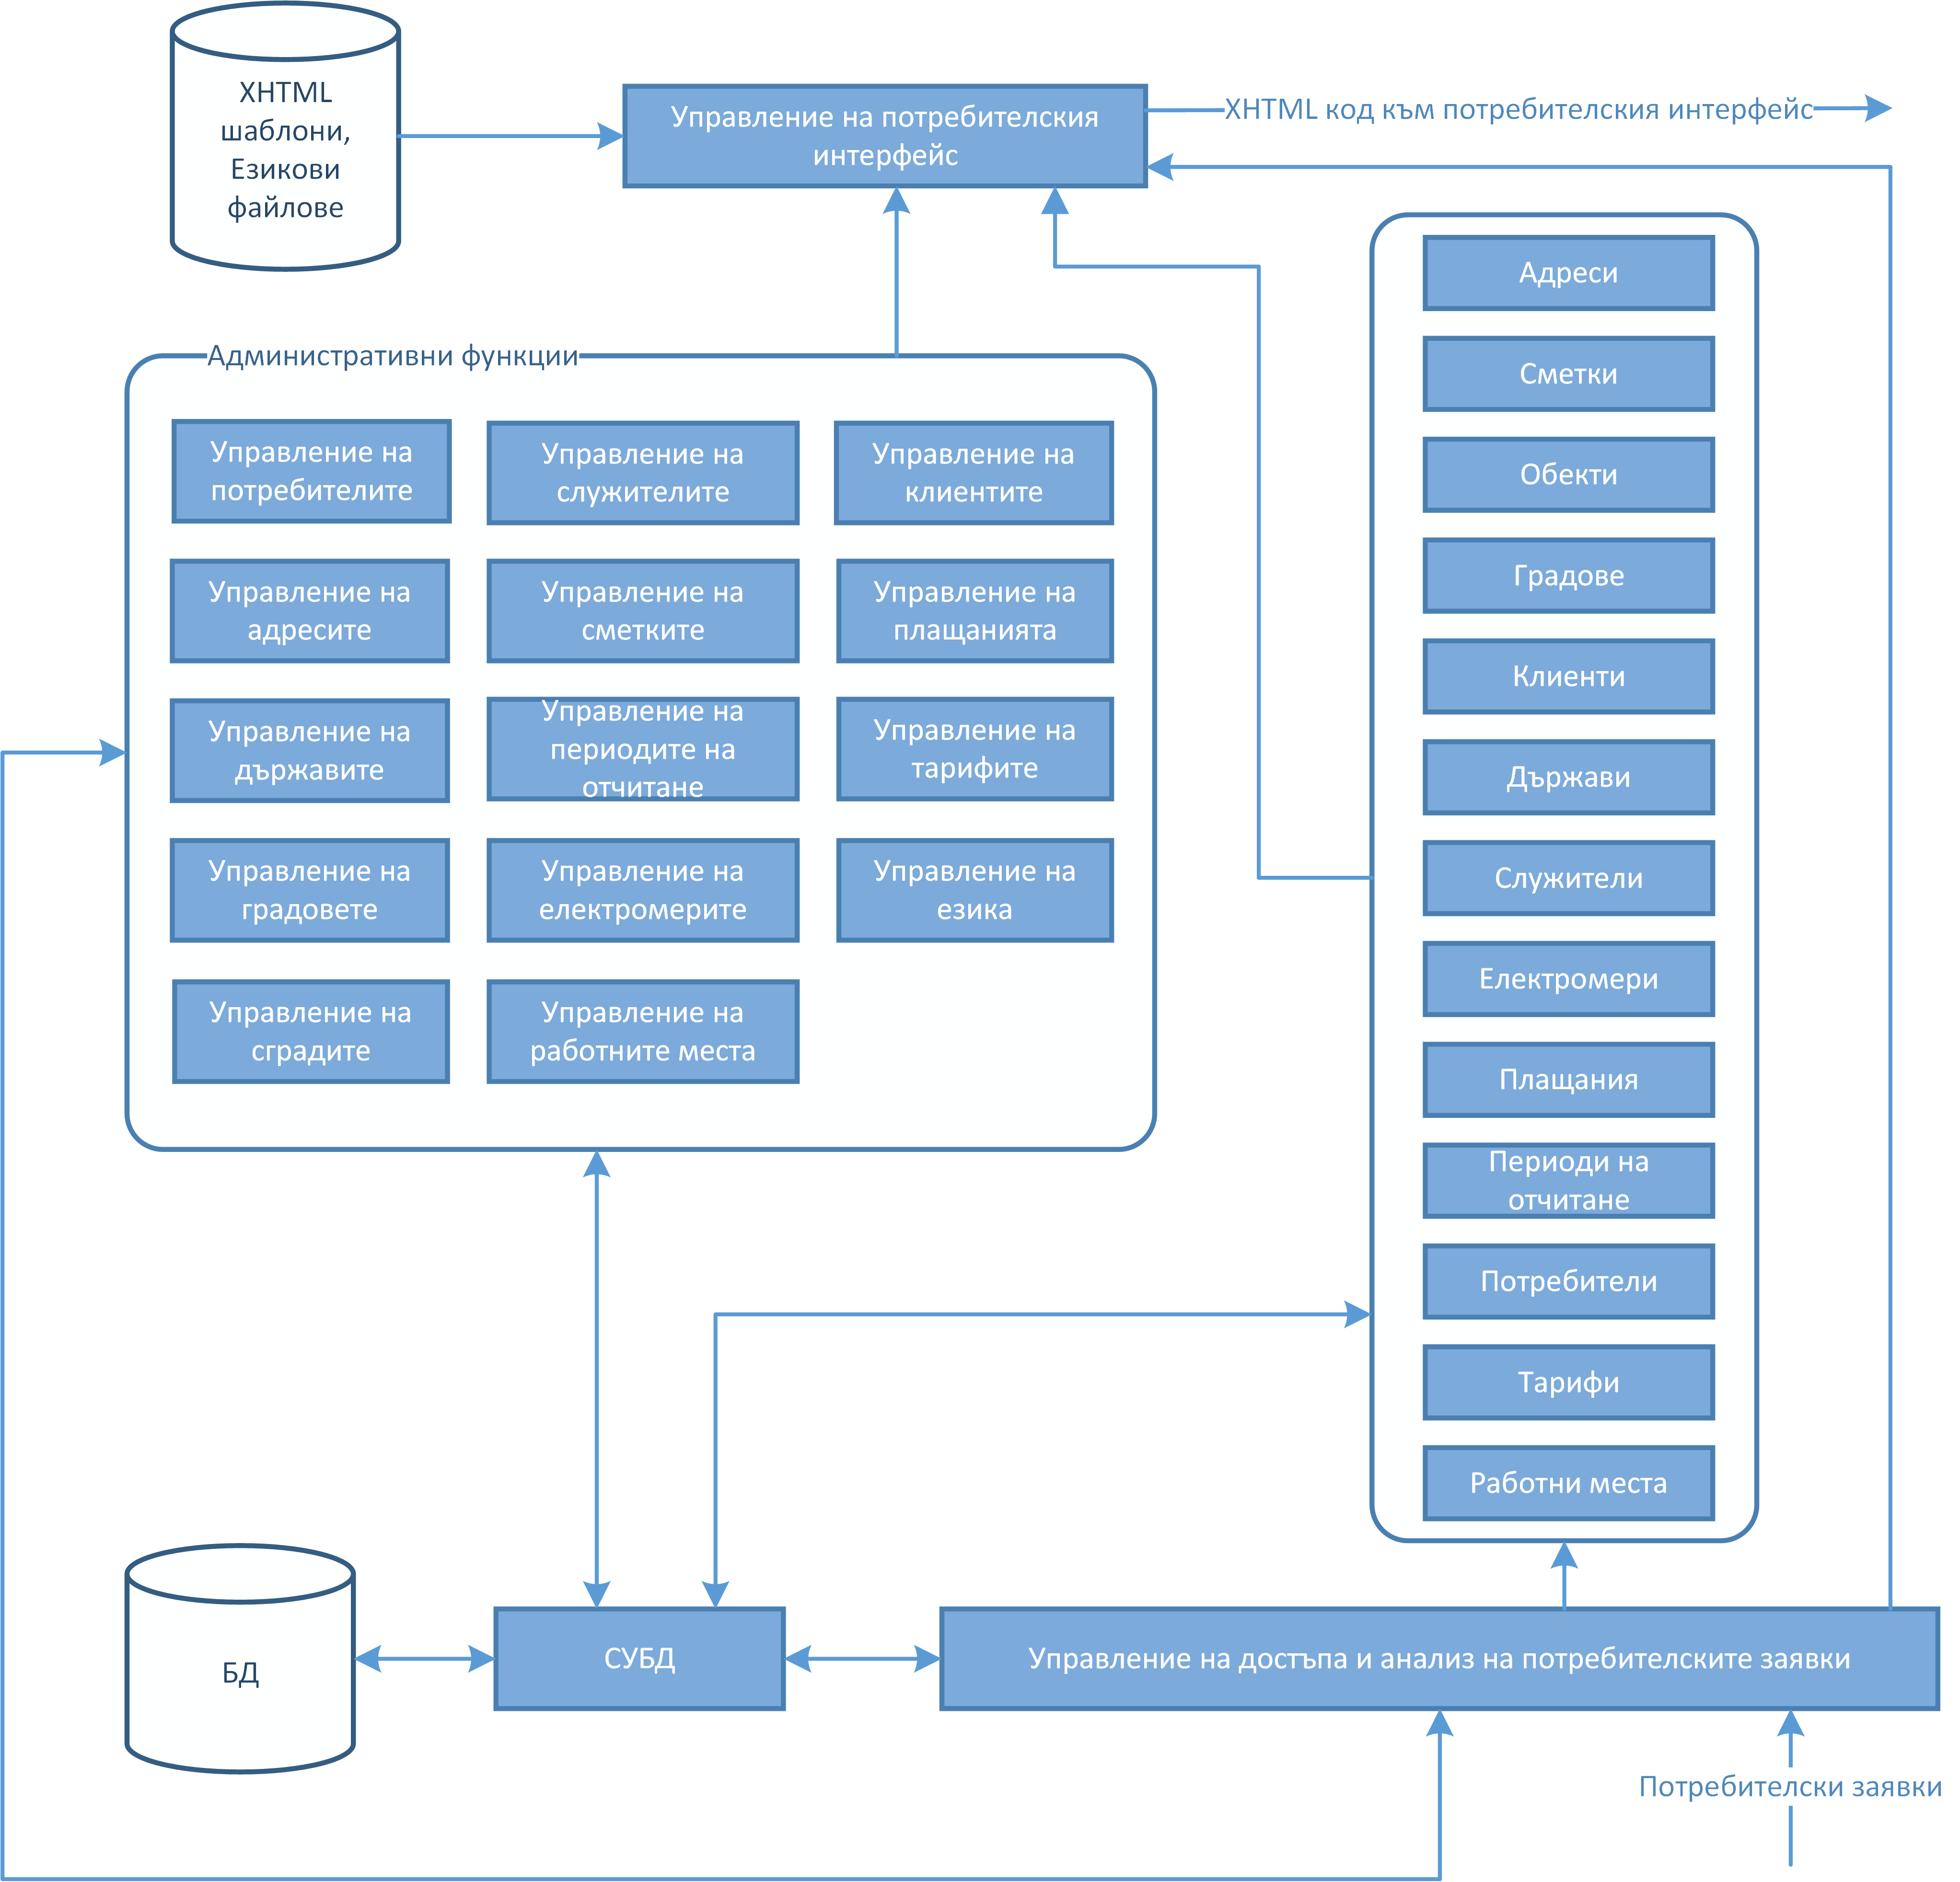 XHTML
шаблони,
Езикови
файлове
Управление на потребителския
интерфейс
XHTML код към потребителския интерфейс
Административни функции
Управление на
потребителите
Управление на
служителите
Управление на
клиентите
Управление на
адресите
Управление на
сметките
Управление на
плащанията
Управление на
държавите
Управление на
периодите на
отчитане
Управление на
тарифите
Управление на
градовете
Управление на
електромерите
Управление на
езика
Управление на
сградите
Управление на
работните места
Адреси
Сметки
Обекти
Градове
Клиенти
Държави
Служители
Електромери
Плащания
Периоди на
отчитане
Потребители
Тарифи
Работни места
БД
СУБД
Управление на достъпа и анализ на потребителските заявки
Потребителски заявки